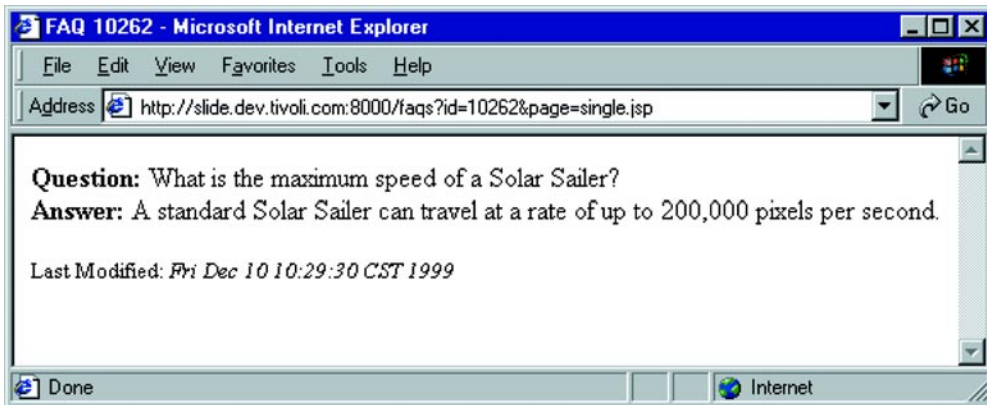 FAQ 10262 - Microsoft Internet Explorer
File Edit View Favorites Tools Help
Address http://slide.dev.tivoli.com:8000/faqs?id=10262&page=single.jsp Go
Question: What is the maximum speed of a Solar Sailer?
Answer: A standard Solar Sailer can travel at a rate of up to 200,000 pixels per second.
Last Modified: Fri Dec 10 10:29:30 CST 1999
Done Internet